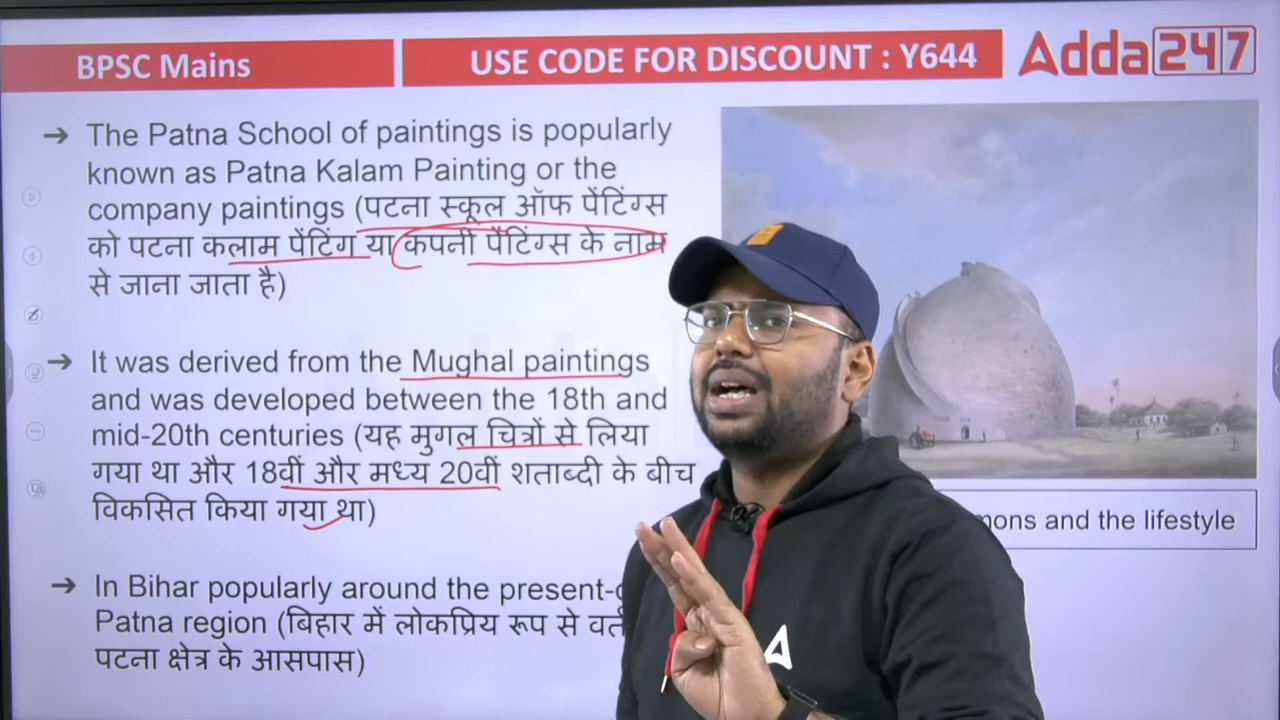 BPSC Mains
USE CODE FOR DISCOUNT : Y644
Adda247
➔ The Patna School of paintings is popularly
known as Patna Kalam Painting or the
company paintings (पटना स्कूल ऑफ पेंटिंग्स
को पटना कलाम पेंटिंग या कंपनी पेंटिंग्स के नाम
से जाना जाता है)
➔ It was derived from the Mughal paintings
and was developed between the 18th and
mid-20th centuries (यह मुगल चित्रों से लिया
गया था और 18वीं और मध्य 20वीं शताब्दी के बीच
विकसित किया गया था)
➔ In Bihar popularly around the
Patna region (बिहार में लोकप्रिय रूप से
पटना क्षेत्र के आसपास)
and the lifestyle